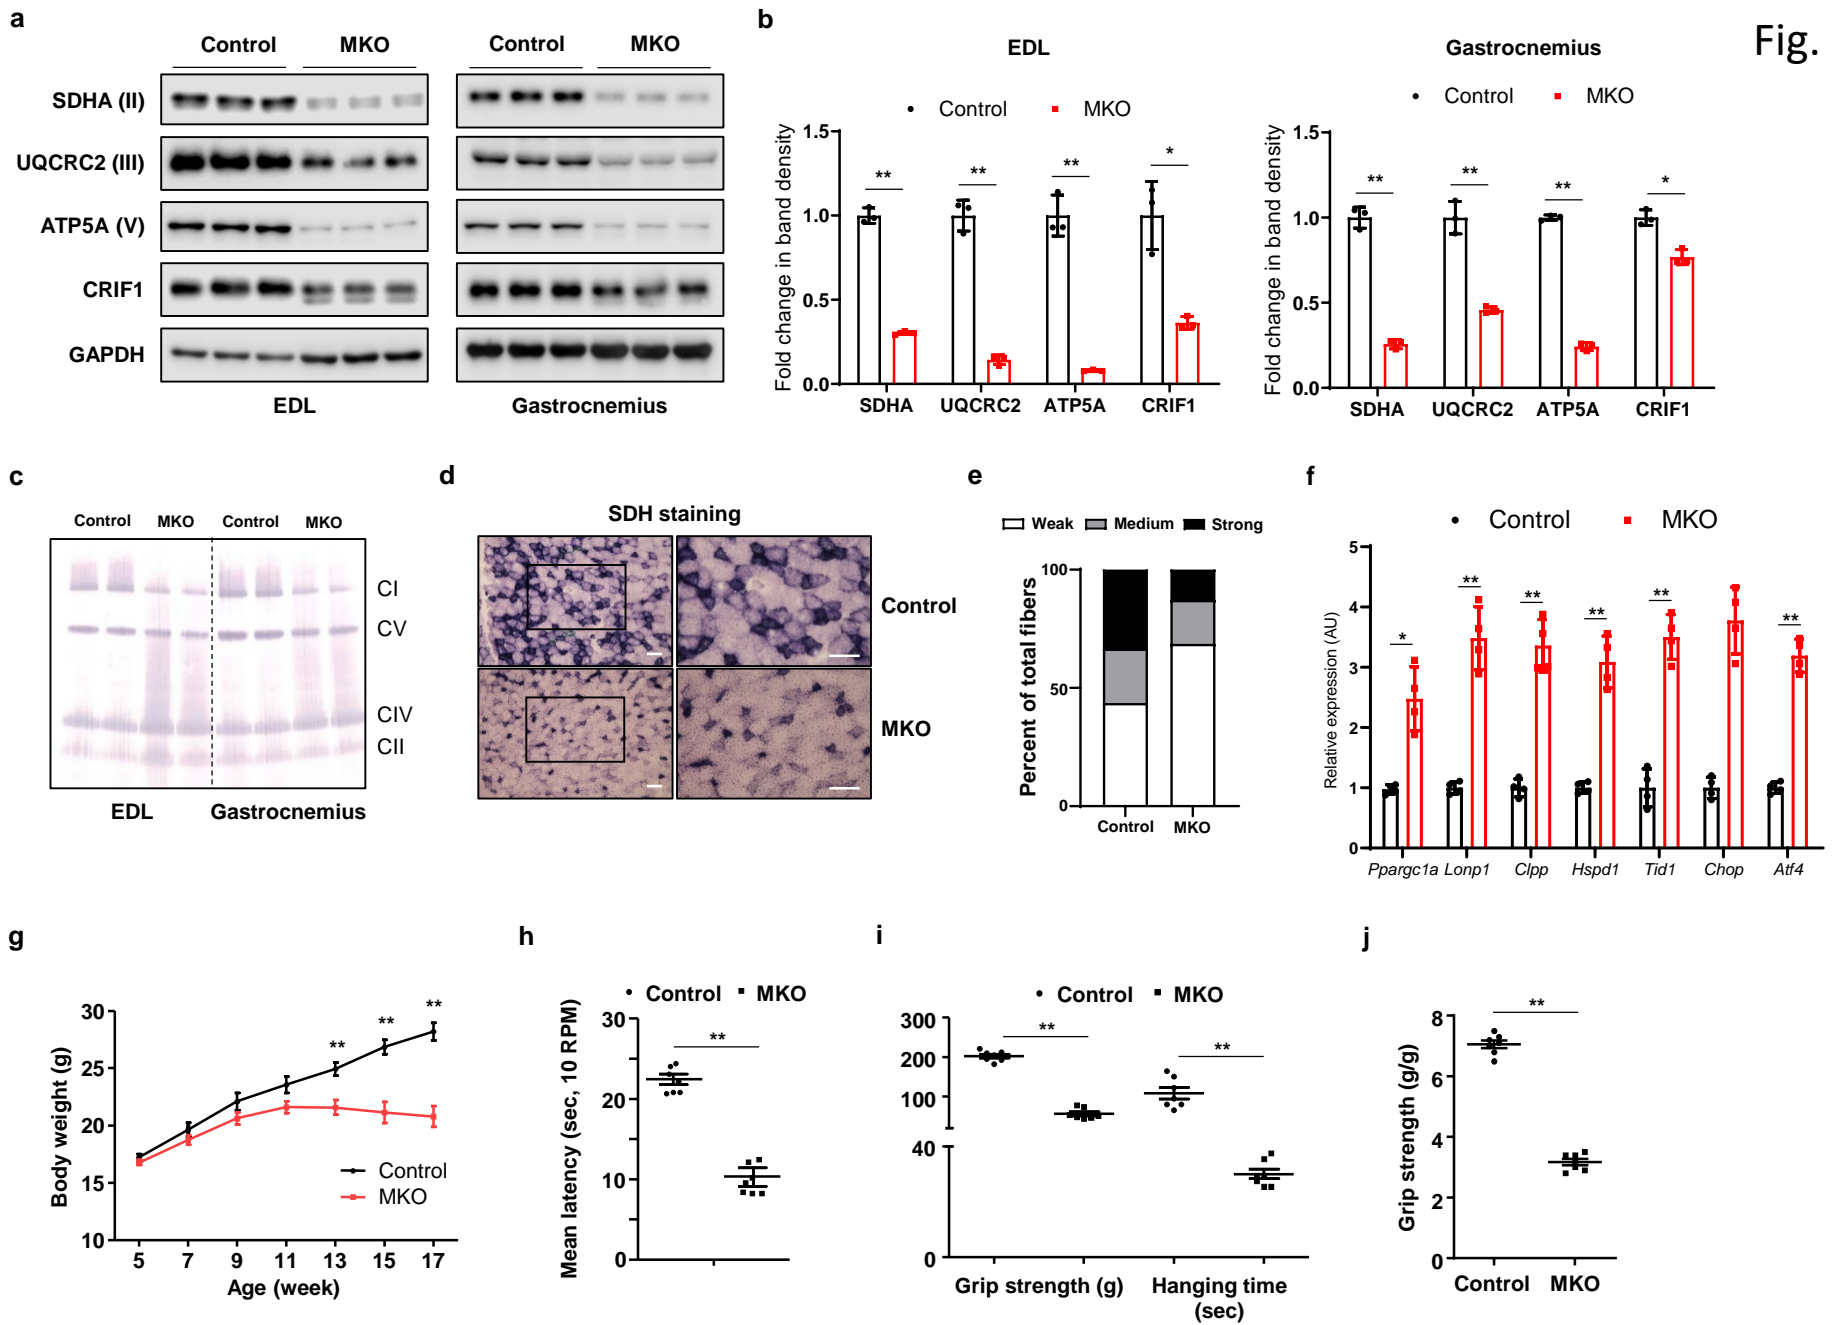 Fig.
a
Control MKO Control MKO
SDHA (II)
UQCRC2 (III)
ATP5A (V)
CRIF1
GAPDH
EDL Gastrocnemius
b
EDL
Control MKO
Fold change in band density
1.5
1.0
0.5
0.0
** ** ** *
SDHA UQCRC2 ATP5A CRIF1
Gastrocnemius
Control MKO
Fold change in band density
1.5
1.0
0.5
0.0
** ** ** *
SDHA UQCRC2 ATP5A CRIF1
c
Control MKO Control MKO
CI
CV
CIV
CII
EDL Gastrocnemius
d
SDH staining
Control
MKO
e
Weak Medium Strong
Percent of total fibers
100
50
0
Control MKO
f
Control MKO
Relative expression (AU)
5
4
3
2
1
0
* ** ** ** ** **
Ppargc1a Lonp1 Clpp Hspd1 Tid1 Chop Atf4
g
Body weight (g)
30
25
20
15
10
** ** **
Control
MKO
5 7 9 11 13 15 17
Age (week)
h
Control MKO
Mean latency (sec, 10 RPM)
30
20
10
0
**
i
Control MKO
300
200
100
40
0
** **
Grip strength (g) Hanging time
(sec)
j
Grip strength (g/g)
8
6
4
2
0
**
Control MKO